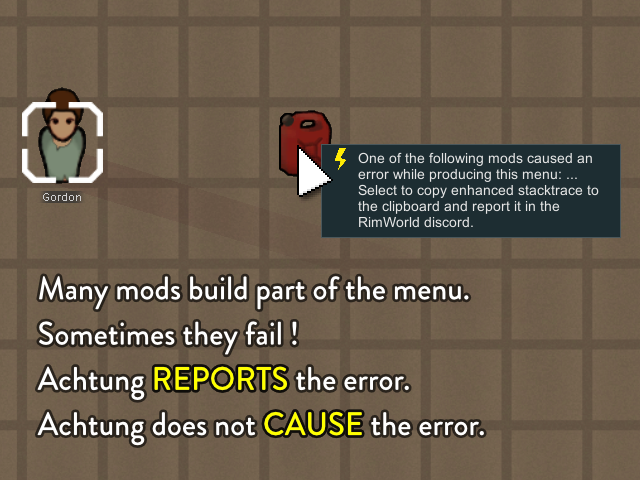 One of the following mods caused an
error while producing this menu: ...
Select to copy enhanced stacktrace to
the clipboard and report it in the
RimWorld discord.
Gordon
Many mods build part of the menu.
Sometimes they fail !
Achtung REPORTS the error.
Achtung does not CAUSE the error.